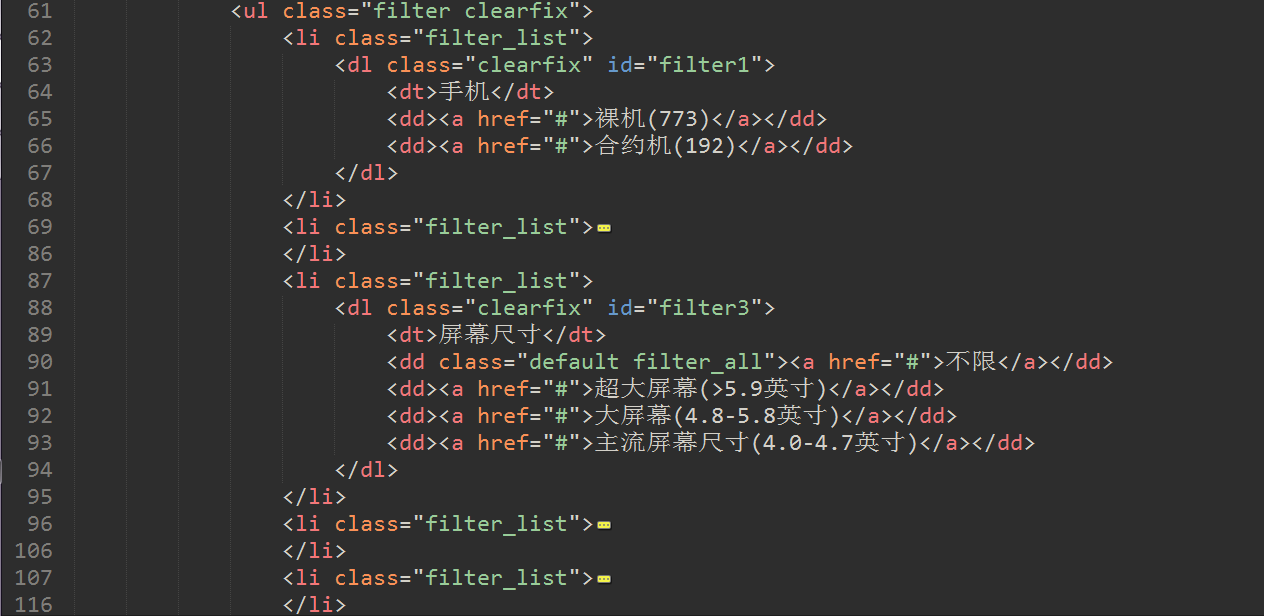 61 <ul class="filter clearfix">
62 <li class="filter_list">
63 <dl class="clearfix" id="filter1">
64 <dt>手机</dt>
65 <dd><a href="#">裸机(773)</a></dd>
66 <dd><a href="#">合约机(192)</a></dd>
67 </dl>
68 </li>
69 <li class="filter_list">
86 </li>
87 <li class="filter_list">
88 <dl class="clearfix" id="filter3">
89 <dt>屏幕尺寸</dt>
90 <dd class="default filter_all"><a href="#">不限</a></dd>
91 <dd><a href="#">超大屏幕(>5.9英寸)</a></dd>
92 <dd><a href="#">大屏幕(4.8-5.8英寸)</a></dd>
93 <dd><a href="#">主流屏幕尺寸(4.0-4.7英寸)</a></dd>
94 </dl>
95 </li>
96 <li class="filter_list">
106 </li>
107 <li class="filter_list">
116 </li>